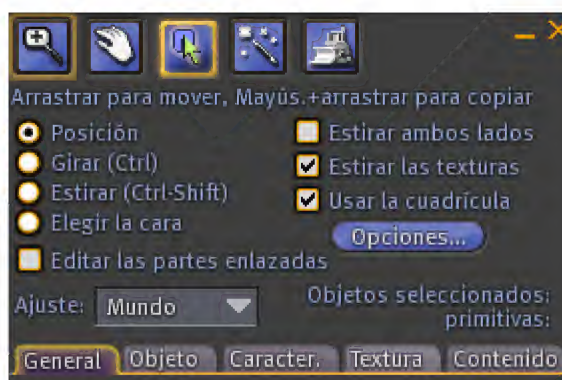 Arrastrar para mover, Mayús.+arrastrar para copiar
Posición
Girar (Ctrl)
Estirar (Ctrl-Shift)
Elegir la cara
Editar las partes enlazadas
Estirar ambos lados
Estirar las texturas
Usar la cuadrícula
Opciones...
Ajuste: Mundo
Objetos seleccionados:
primitivas:
General Objeto Caracter. Textura Contenido